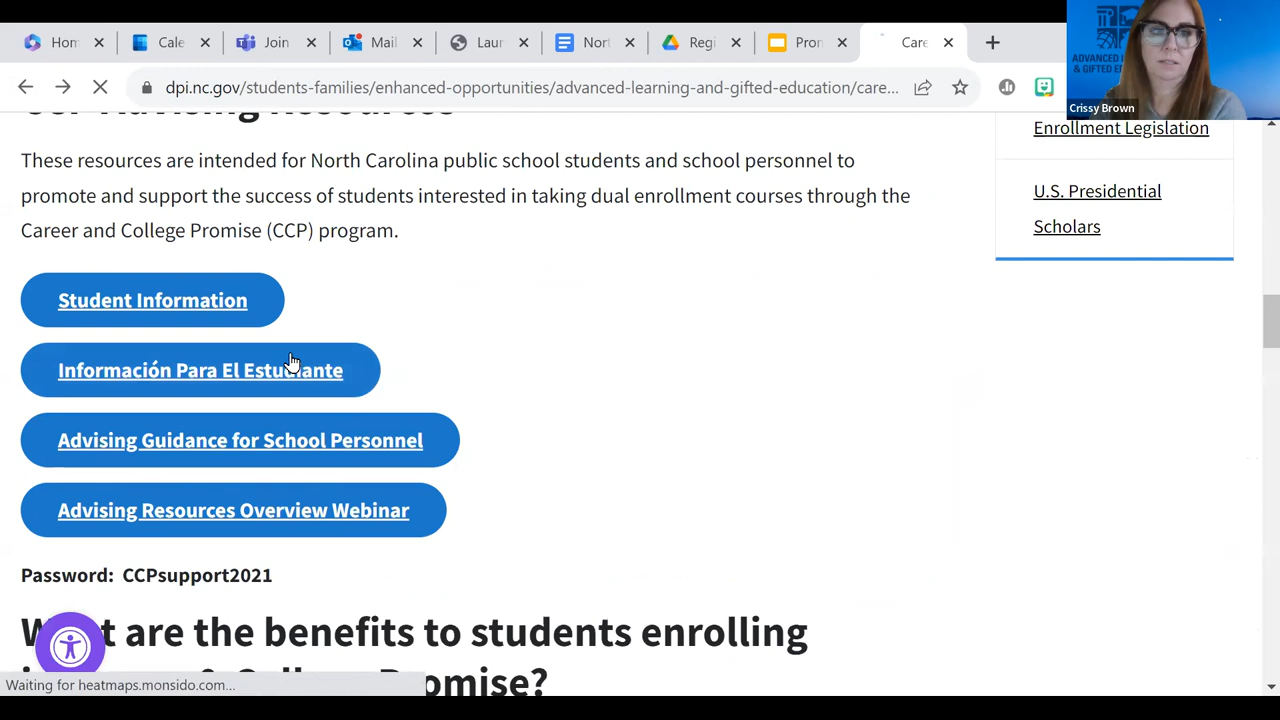 Hom
Cale
Join
Mail
Laur
Nort
Regi
Pron
Care
dpi.nc.gov/students-families/enhanced-opportunities/advanced-learning-and-gifted-education/care...
Crissy Brown
These resources are intended for North Carolina public school students and school personnel to
promote and support the success of students interested in taking dual enrollment courses through the
Career and College Promise (CCP) program.
Student Information
Información Para El Estudiante
Advising Guidance for School Personnel
Advising Resources Overview Webinar
Password: CCPsupport2021
are the benefits to students enrolling
omise?
Waiting for heatmaps.monsido.com...
Enrollment Legislation
U.S. Presidential
Scholars